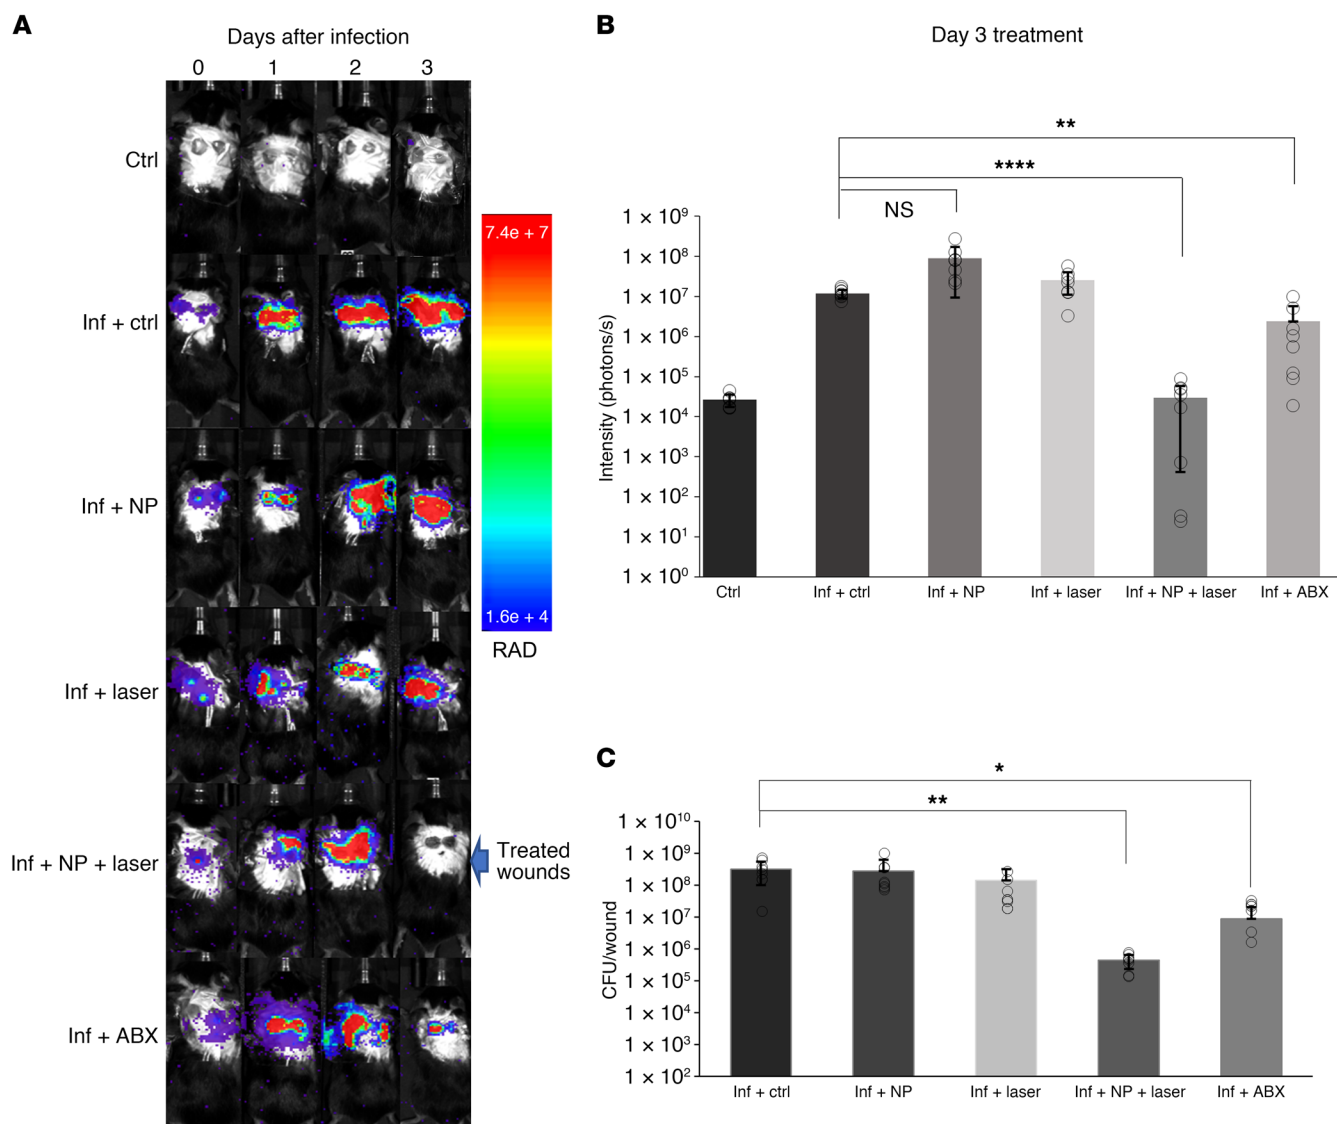 A
Days after infection
0 1 2 3
Ctrl
Inf + ctrl
Inf + NP
Inf + laser
Inf + NP + laser
Inf + ABX
7.4e + 7
1.6e + 4
RAD
Treated
wounds
B
Day 3 treatment
**
****
NS
Intensity (photons/s)
1 × 10⁹
1 × 10⁸
1 × 10⁷
1 × 10⁶
1 × 10⁵
1 × 10⁴
1 × 10³
1 × 10²
1 × 10¹
1 × 10⁰
Ctrl Inf + ctrl Inf + NP Inf + laser Inf + NP + laser Inf + ABX
C
*
**
CFU/wound
1 × 10¹⁰
1 × 10⁹
1 × 10⁸
1 × 10⁷
1 × 10⁶
1 × 10⁵
1 × 10⁴
1 × 10³
1 × 10²
Inf + ctrl Inf + NP Inf + laser Inf + NP + laser Inf + ABX